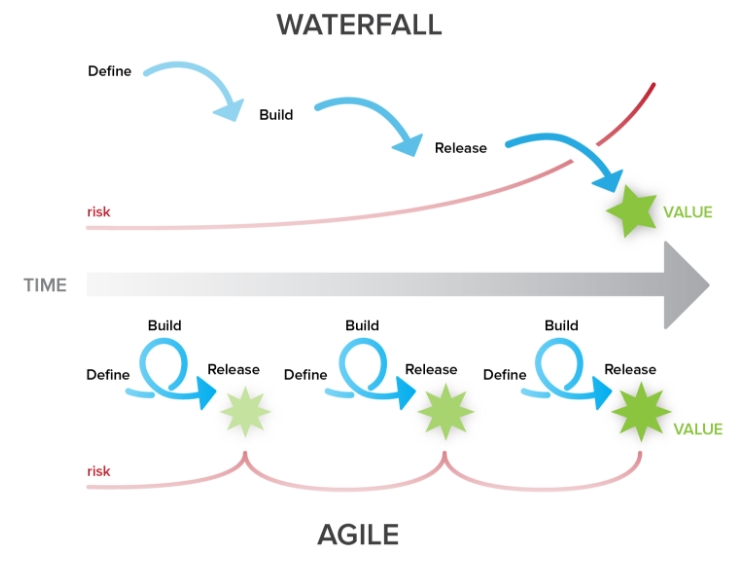 WATERFALL
Define
Build
Release
risk
VALUE
TIME
Build
Build
Build
Define
Release
Define
Release
Define
Release
VALUE
risk
AGILE